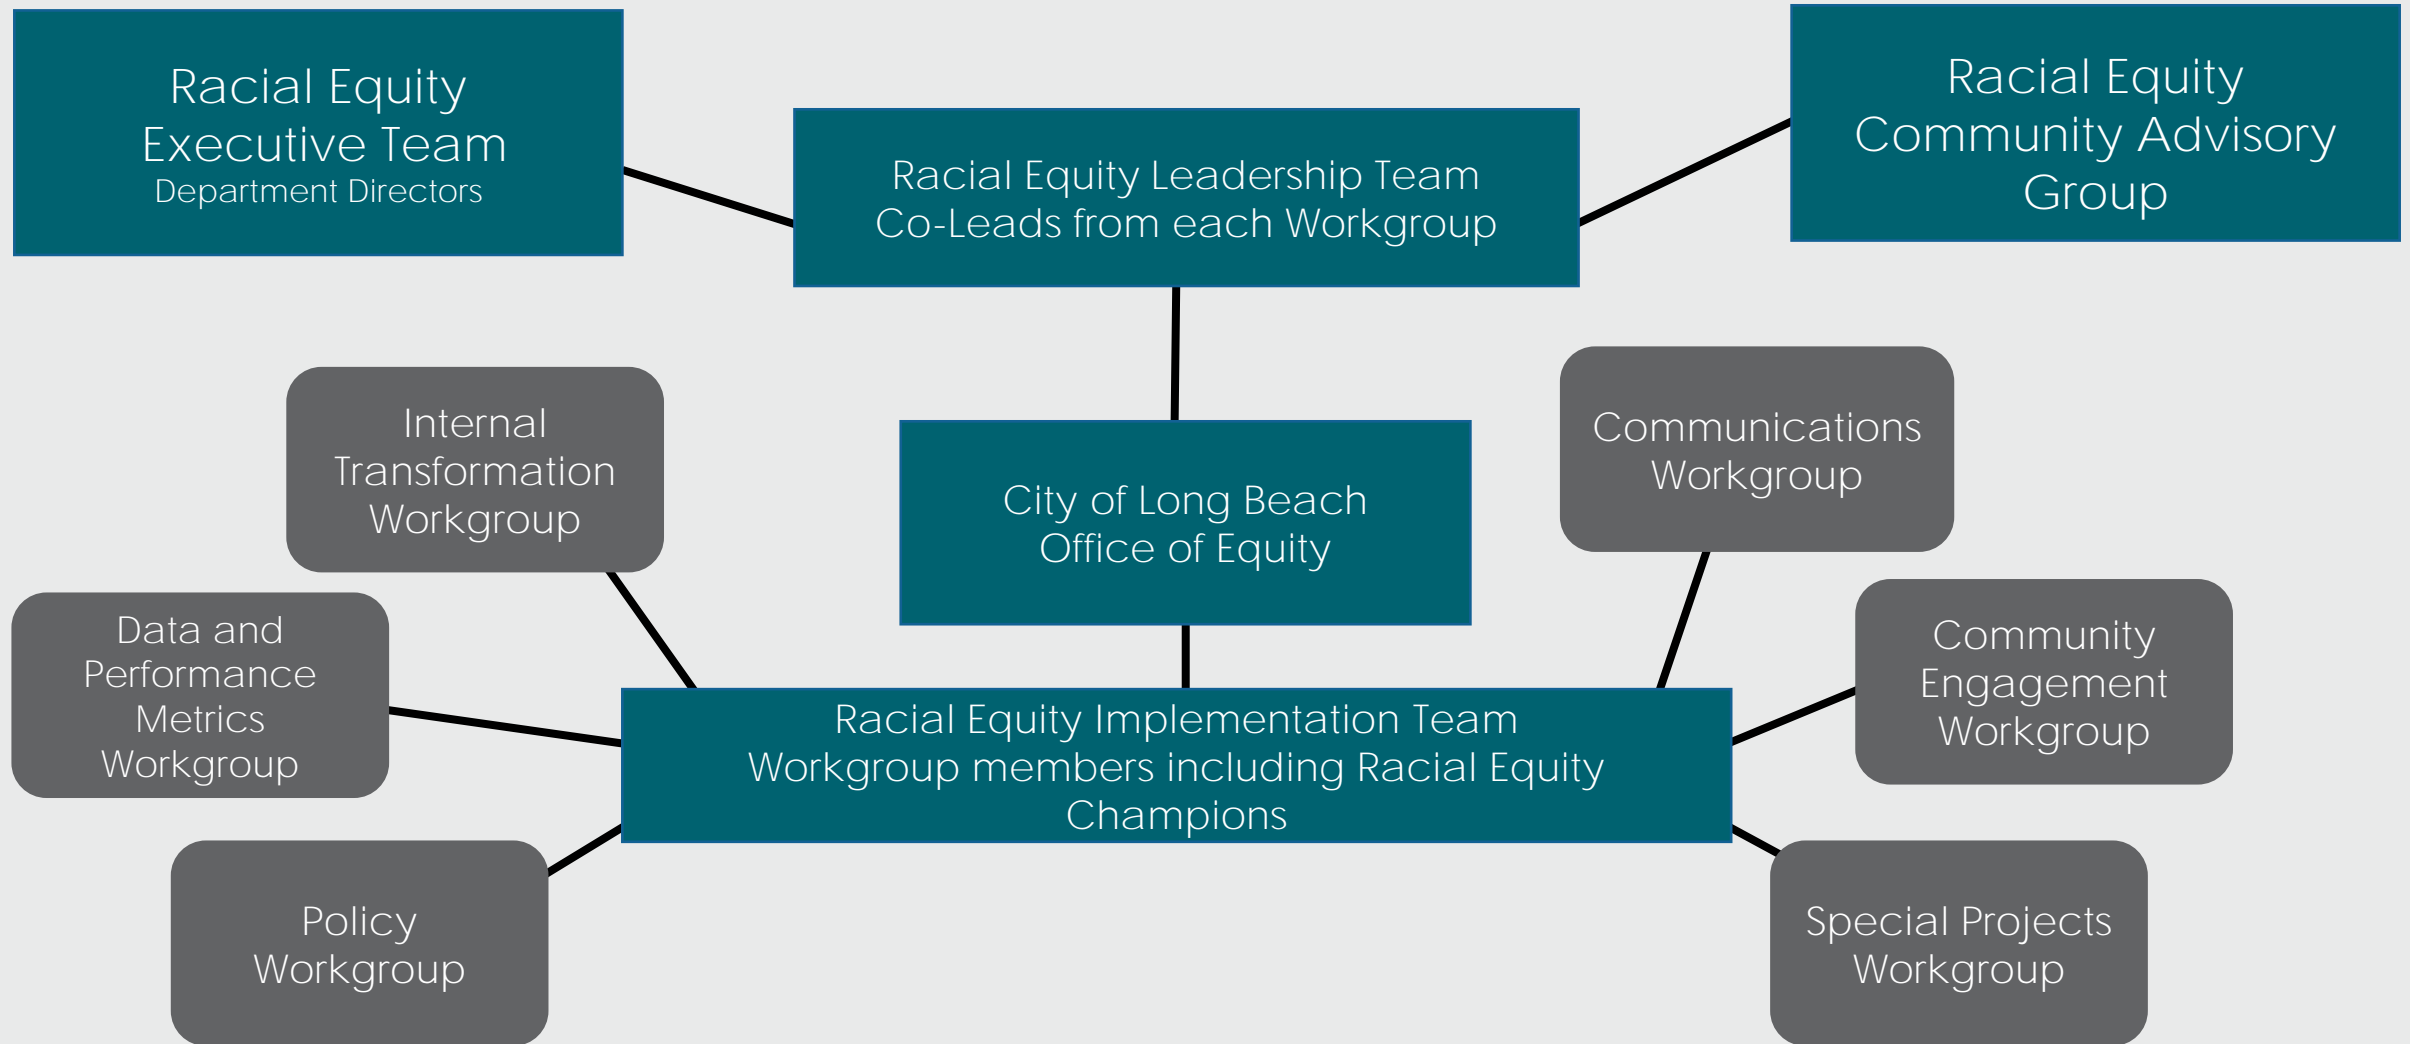 Racial Equity
Executive Team
Department Directors
Racial Equity Leadership Team
Co-Leads from each Workgroup
Racial Equity
Community Advisory
Group
Internal
Transformation
Workgroup
City of Long Beach
Office of Equity
Communications
Workgroup
Data and
Performance
Metrics
Workgroup
Community
Engagement
Workgroup
Racial Equity Implementation Team
Workgroup members including Racial Equity
Champions
Policy
Workgroup
Special Projects
Workgroup